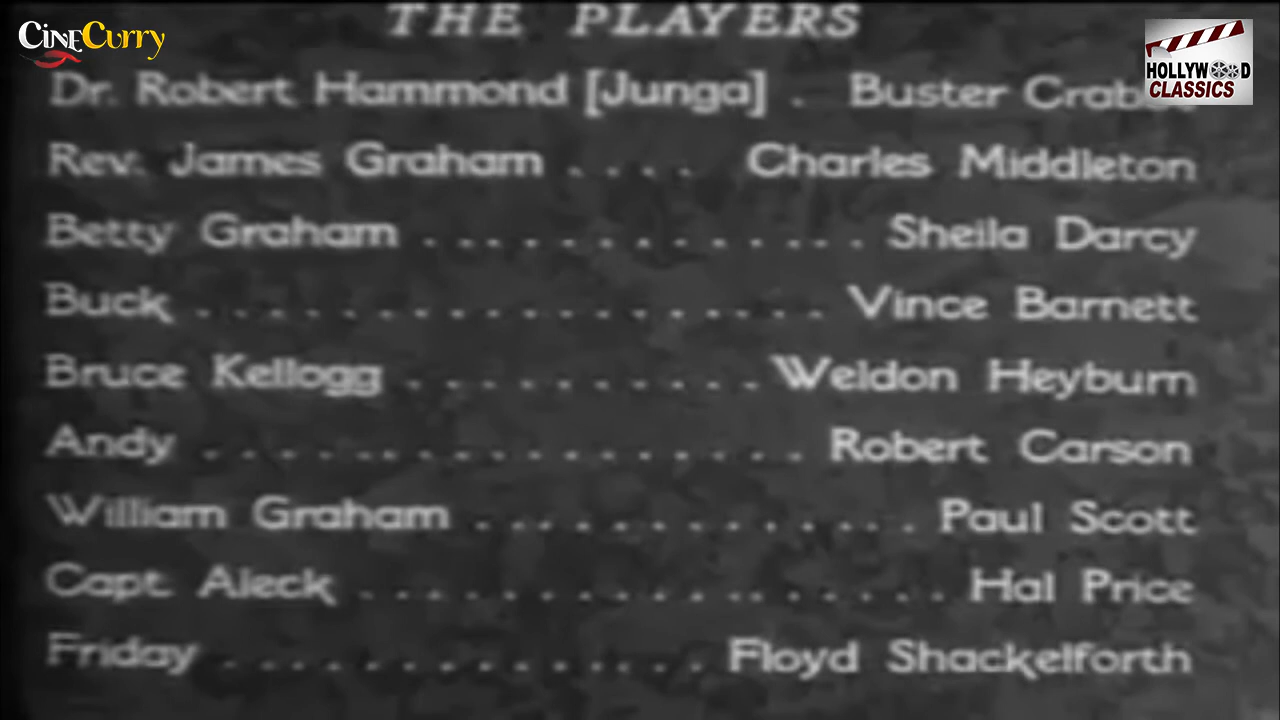 THE PLAYERS
CINECURRY
HOLLYWOOD
CLASSICS
Dr. Robert Hammond [Junga] . Buster
Rev. James Graham . . . . Charles Middleton
Betty Graham . . . . . . . . . . . . . Sheila Darcy
Buck . . . . . . . . . . . . . . . . . . Vince Barnett
Bruce Kellogg . . . . . . . . . . . Weldon Heyburn
Andy . . . . . . . . . . . . . . . . . Robert Carson
William Graham . . . . . . . . . . . . . Paul Scott
Capt. Aleck . . . . . . . . . . . . . . . . . Hal Price
Friday . . . . . . . . . . . . . . Floyd Shackelforth